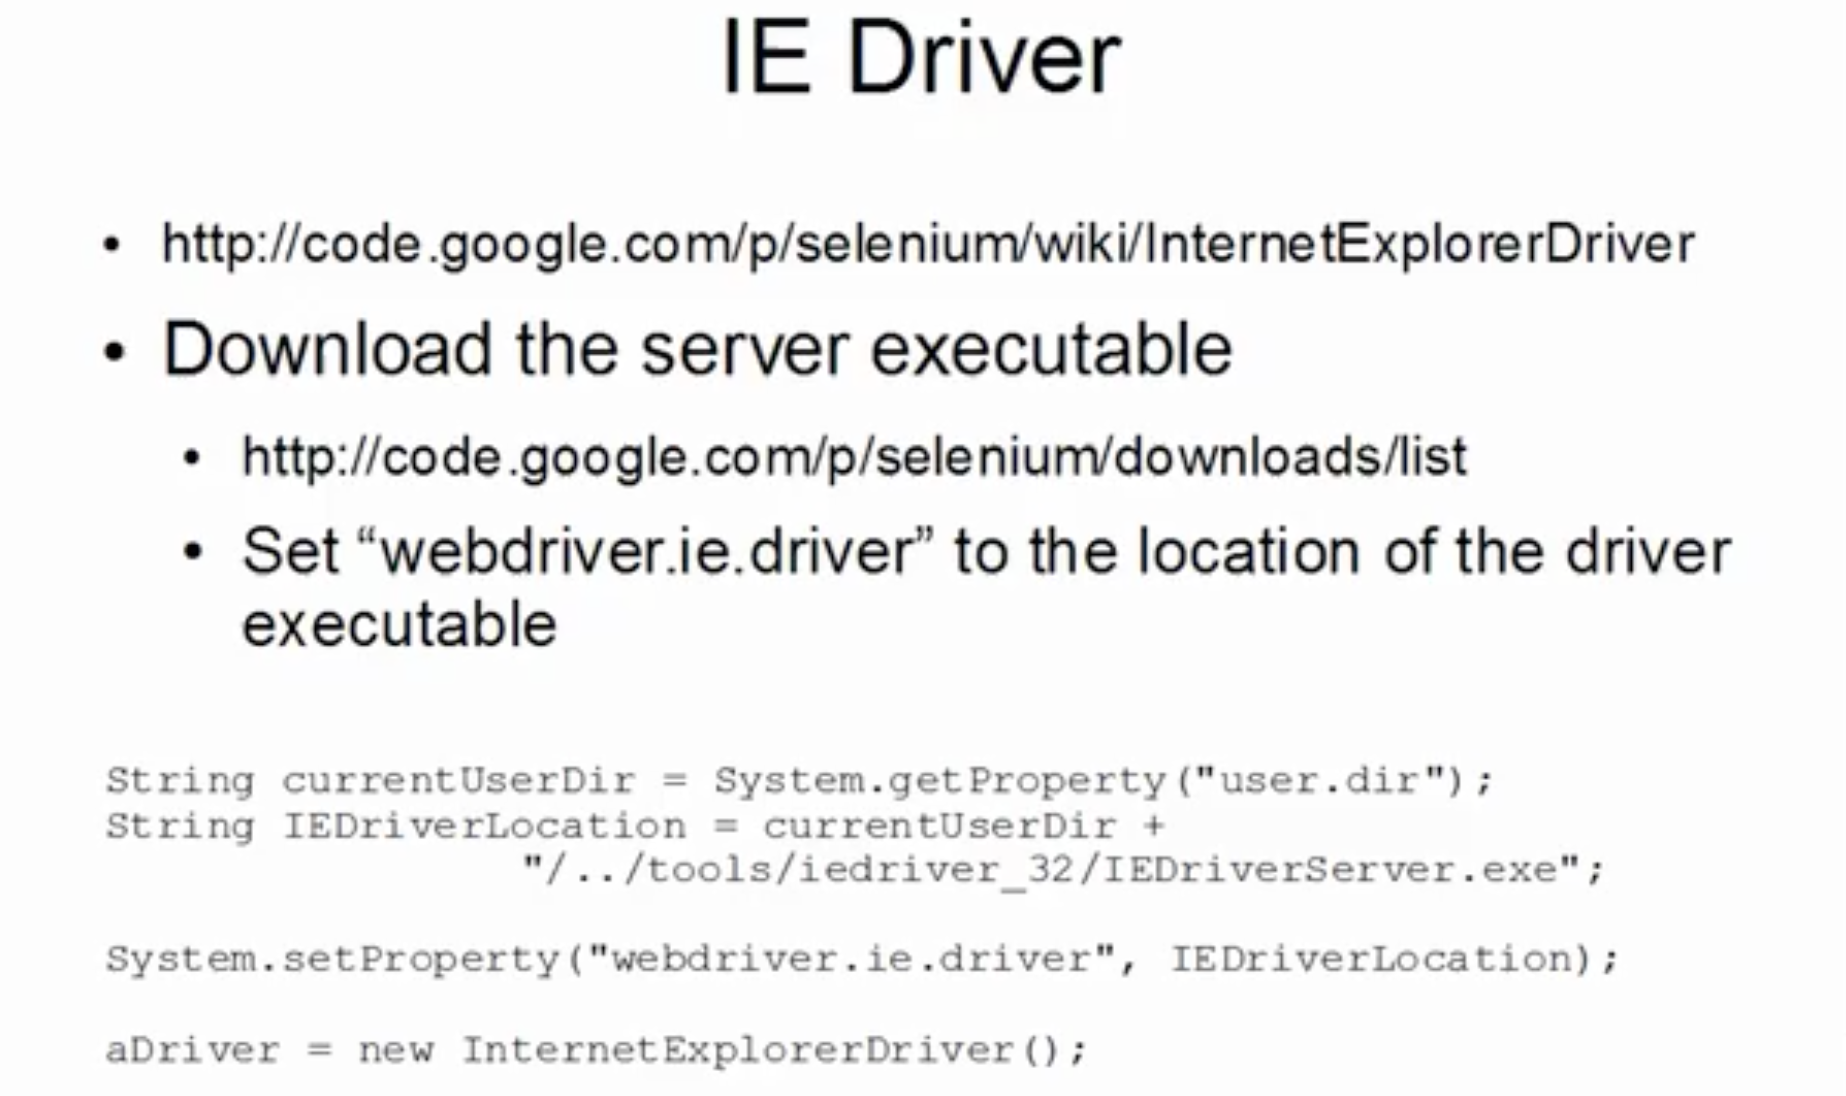 IE Driver
• http://code.google.com/p/selenium/wiki/InternetExplorerDriver
• Download the server executable
• http://code.google.com/p/selenium/downloads/list
• Set “webdriver.ie.driver” to the location of the driver
executable
String currentUserDir = System.getProperty("user.dir");
String IEDriverLocation = currentUserDir +
"/../tools/iedriver_32/IEDriverServer.exe";
System.setProperty("webdriver.ie.driver", IEDriverLocation);
aDriver = new InternetExplorerDriver();